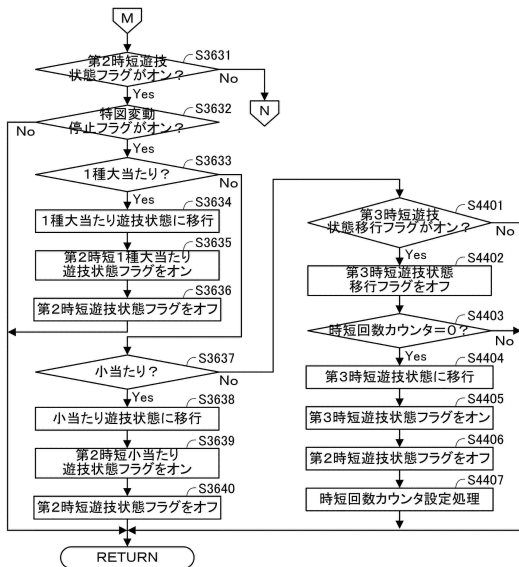 M
第2時短遊技
状態フラグがオン?
S3631
No
Yes
N
特図変動
停止フラグがオン?
S3632
No
Yes
1種大当たり?
S3633
Yes
1種大当たり遊技状態に移行
S3634
第2時短1種大当たり
遊技状態フラグをオン
S3635
第2時短遊技状態フラグをオフ
S3636
小当たり?
S3637
No
Yes
小当たり遊技状態に移行
S3638
第2時短小当たり
遊技状態フラグをオン
S3639
第2時短遊技状態フラグをオフ
S3640
RETURN
第3時短遊技
状態移行フラグがオン?
S4401
No
Yes
第3時短遊技状態
移行フラグをオフ
S4402
時短回数カウンタ=0?
S4403
No
Yes
第3時短遊技状態に移行
S4404
第3時短遊技状態フラグをオン
S4405
第2時短遊技状態フラグをオフ
S4406
時短回数カウンタ設定処理
S4407